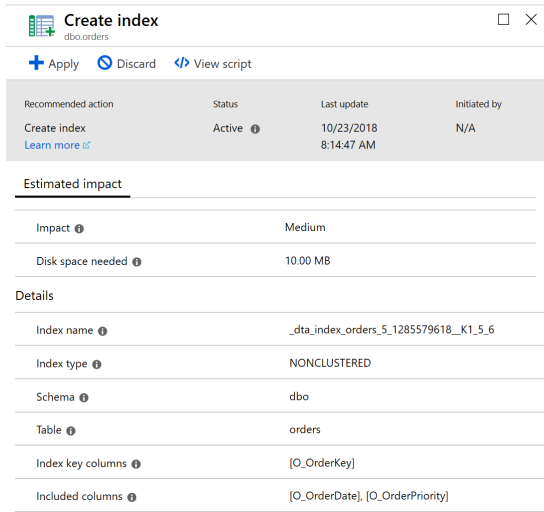 Create index
dbo.orders
Apply
Discard
View script
Recommended action
Status
Last update
Initiated by
Create index
Active
10/23/2018
N/A
Learn more
8:14:47 AM
Estimated impact
Impact
Medium
Disk space needed
10.00 MB
Details
Index name
_dta_index_orders_5_1285579618__K1_5_6
Index type
NONCLUSTERED
Schema
dbo
Table
orders
Index key columns
[O_OrderKey]
Included columns
[O_OrderDate], [O_OrderPriority]